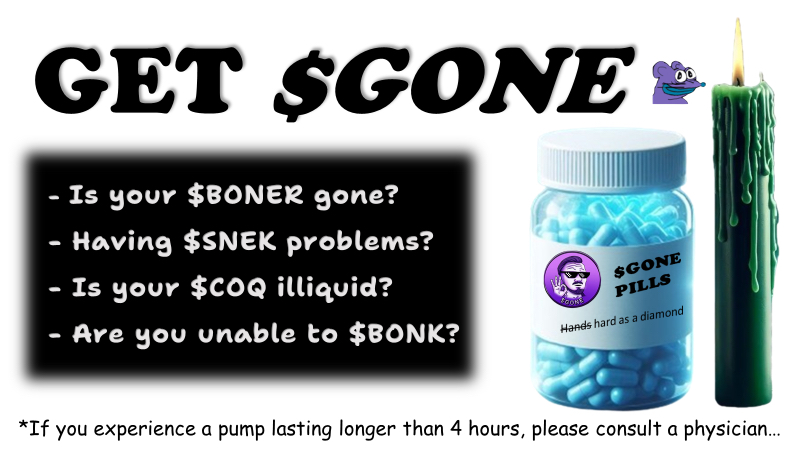 GET $GONE
- Is your $BONER gone?
- Having $SNEK problems?
- Is your $COQ illiquid?
- Are you unable to $BONK?
$GONE
PILLS
$GONE
Hands hard as a diamond
*If you experience a pump lasting longer than 4 hours, please consult a physician...